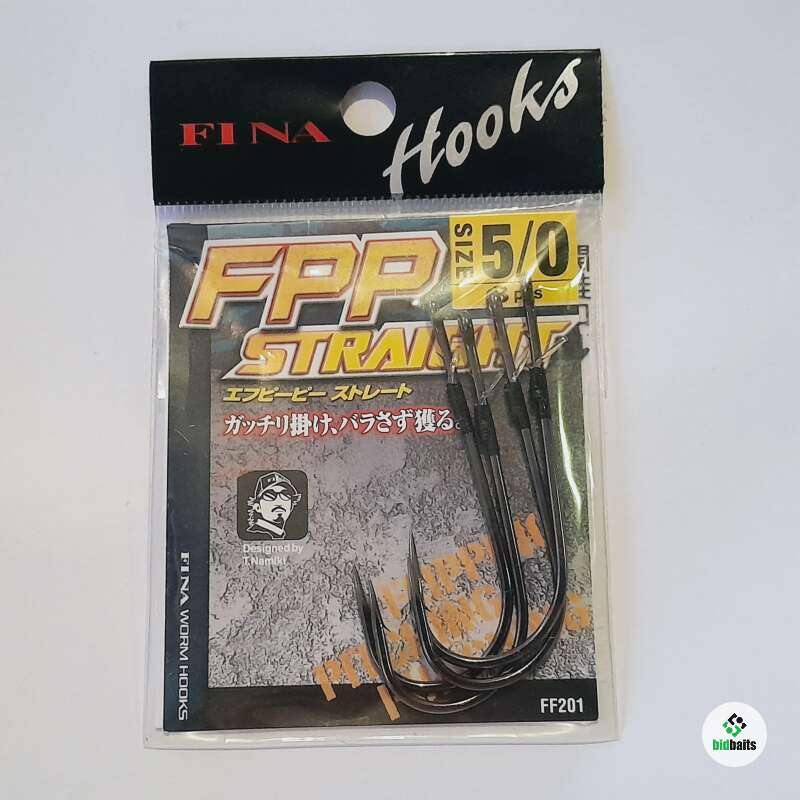 FINA
Hooks
FPP
SIZE
5/0
pcs
STRAIGHT
エフピーピー ストレート
ガッチリ掛け、バラさず獲る。
FINA
Designed by
T.Namiki
FINA WORM HOOKS
FF201
bidbaits